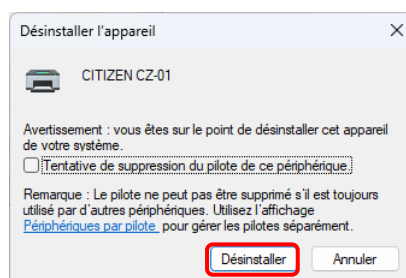 Désinstaller l'appareil
CITIZEN CZ-01
Avertissement : vous êtes sur le point de désinstaller cet appareil
de votre système.
Tentative de suppression du pilote de ce périphérique.
Remarque : Le pilote ne peut pas être supprimé s'il est toujours
utilisé par d'autres périphériques. Utilisez l'affichage
Périphériques par pilote pour gérer les pilotes séparément.
Désinstaller Annuler